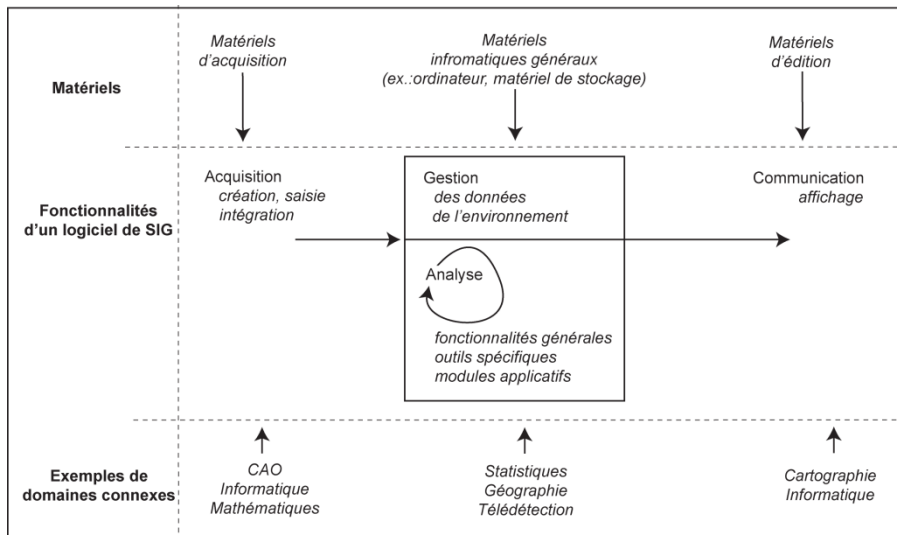 Matériels
Matériels
d'acquisition
Matériels
infromatiques généraux
(ex.:ordinateur, matériel de stockage)
Matériels
d'édition
Fonctionnalités
d'un logiciel de SIG
Acquisition
création, saisie
intégration
Gestion
des données
de l'environnement
Analyse
fonctionnalités générales
outils spécifiques
modules applicatifs
Communication
affichage
Exemples de
domaines connexes
CAO
Informatique
Mathématiques
Statistiques
Géographie
Télédétection
Cartographie
Informatique